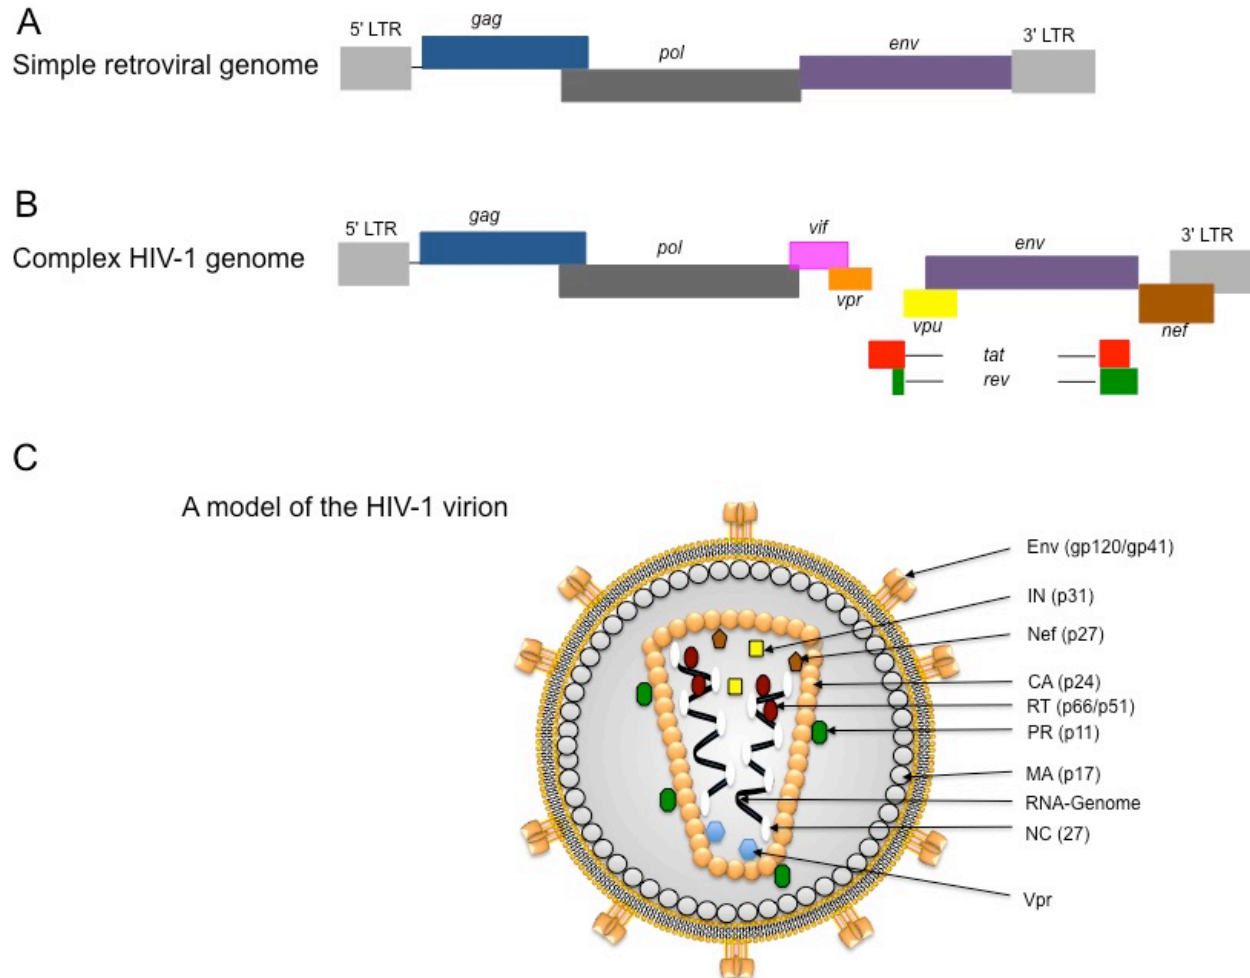 A
Simple retroviral genome
5' LTR
gag
pol
env
3' LTR
B
Complex HIV-1 genome
5' LTR
gag
pol
vif
vpr
vpu
env
3' LTR
nef
tat
rev
C
A model of the HIV-1 virion
Env (gp120/gp41)
IN (p31)
Nef (p27)
CA (p24)
RT (p66/p51)
PR (p11)
MA (p17)
RNA-Genome
NC (27)
Vpr